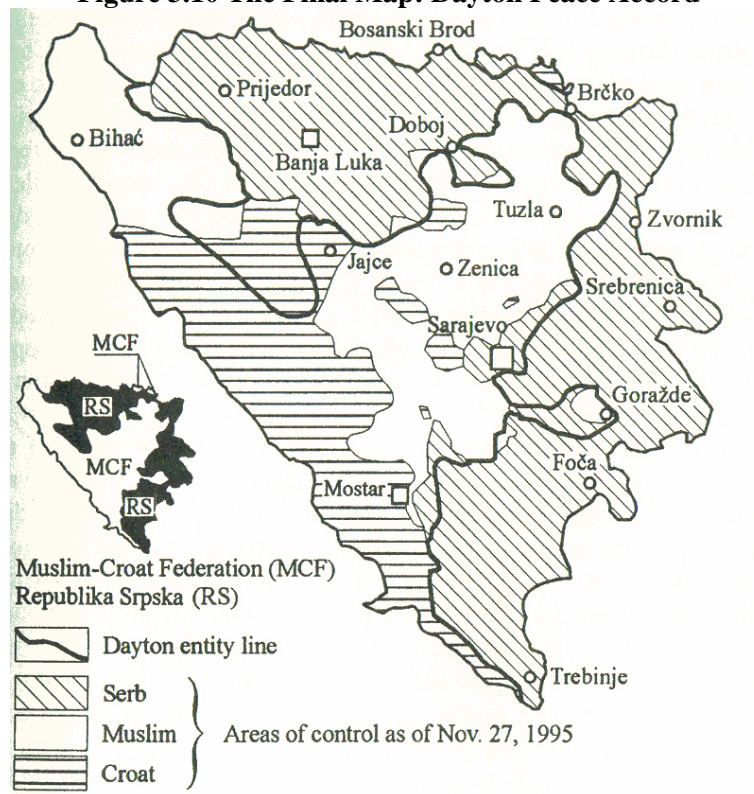 Figure 3.10 The Final Map: Dayton Peace Accord
Bosanski Brod
Prijedor
Brčko
Bihać
Doboj
Banja Luka
Tuzla
Zvornik
Jajce
Zenica
Srebrenica
Sarajevo
MCF
RS
Goražde
MCF
Foča
Mostar
RS
Muslim-Croat Federation (MCF)
Republika Srpska (RS)
Dayton entity line
Serb
Muslim
Croat
Areas of control as of Nov. 27, 1995
Trebinje